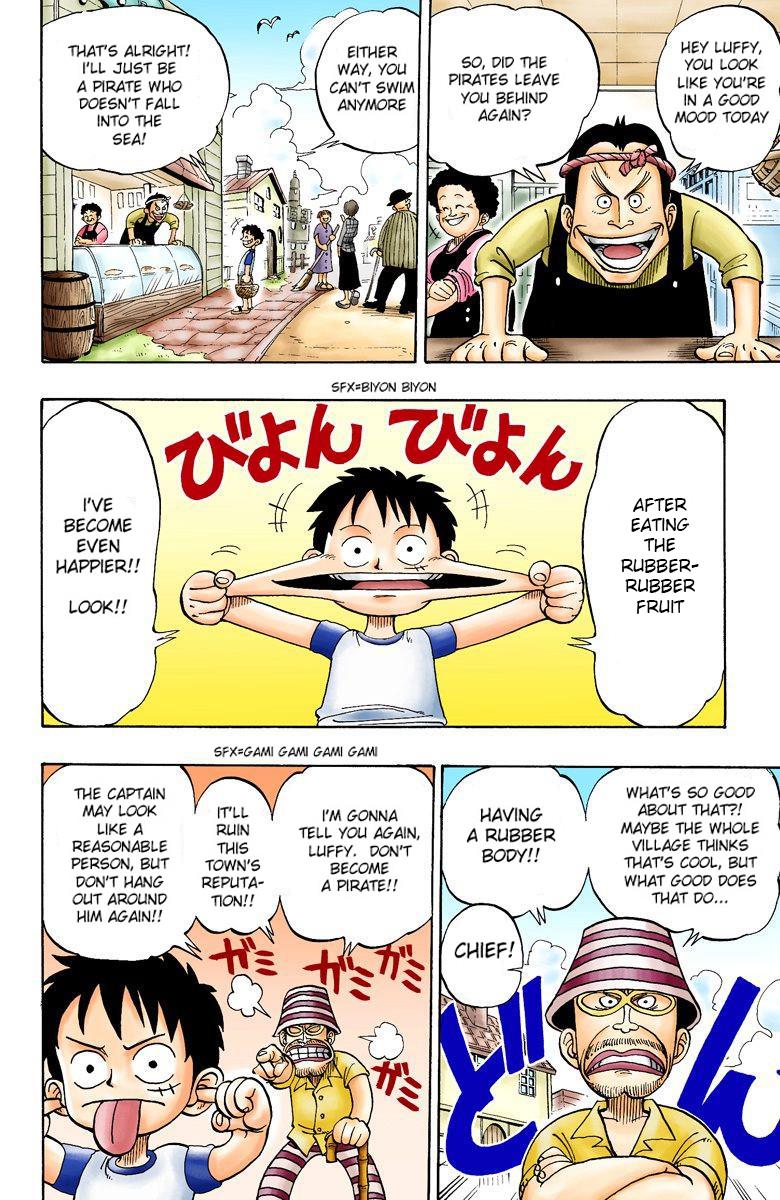 HEY LUFFY,
YOU LOOK
LIKE YOU'RE
IN A GOOD
MOOD TODAY
SO, DID THE
PIRATES LEAVE
YOU BEHIND
AGAIN?
EITHER
WAY, YOU
CAN'T SWIM
ANYMORE
THAT'S ALRIGHT!
I'LL JUST BE
A PIRATE WHO
DOESN'T FALL
INTO THE
SEA!
SFX=BIYON BIYON
びよん びよん
AFTER
EATING
THE
RUBBER-
RUBBER
FRUIT
I'VE
BECOME
EVEN
HAPPIER!!
LOOK!!
SFX=GAMI GAMI GAMI GAMI
WHAT'S SO GOOD
ABOUT THAT?!
MAYBE THE WHOLE
VILLAGE THINKS
THAT'S COOL, BUT
WHAT GOOD DOES
THAT DO...
HAVING
A RUBBER
BODY!!
CHIEF!
どん
I'M GONNA
TELL YOU AGAIN,
LUFFY. DON'T
BECOME
A PIRATE!!
IT'LL
RUIN
THIS
TOWN'S
REPUTA-
TION!!
THE CAPTAIN
MAY LOOK
LIKE A
REASONABLE
PERSON, BUT
DON'T HANG
OUT AROUND
HIM AGAIN!!
ガミ
ガミ
ガミ
ガミ